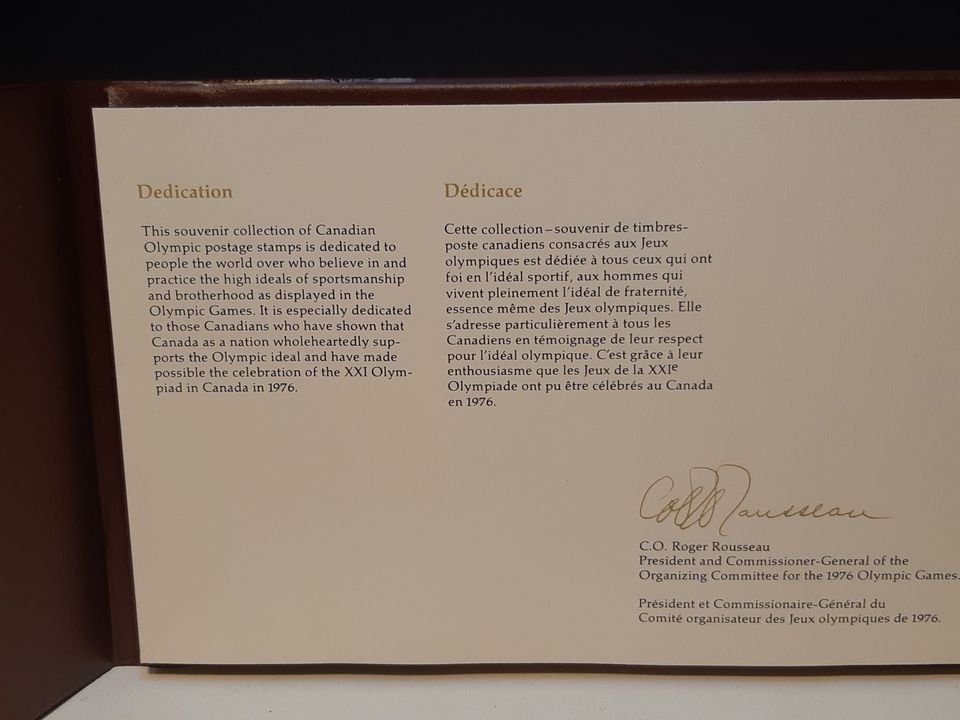 Dedication
This souvenir collection of Canadian
Olympic postage stamps is dedicated to
people the world over who believe in and
practice the high ideals of sportsmanship
and brotherhood as displayed in the
Olympic Games. It is especially dedicated
to those Canadians who have shown that
Canada as a nation wholeheartedly sup-
ports the Olympic ideal and have made
possible the celebration of the XXI Olym-
piad in Canada in 1976.
Dédicace
Cette collection–souvenir de timbres-
poste canadiens consacrés aux Jeux
olympiques est dédiée à tous ceux qui ont
foi en l'idéal sportif, aux hommes qui
vivent pleinement l'idéal de fraternité,
essence même des Jeux olympiques. Elle
s'adresse particulièrement à tous les
Canadiens en témoignage de leur respect
pour l'idéal olympique. C'est grâce à leur
enthousiasme que les Jeux de la XXIe
Olympiade ont pu être célébrés au Canada
en 1976.
Rousseau
C.O. Roger Rousseau
President and Commissioner-General of the
Organizing Committee for the 1976 Olympic Games.
Président et Commissionaire-Général du
Comité organisateur des Jeux olympiques de 1976.